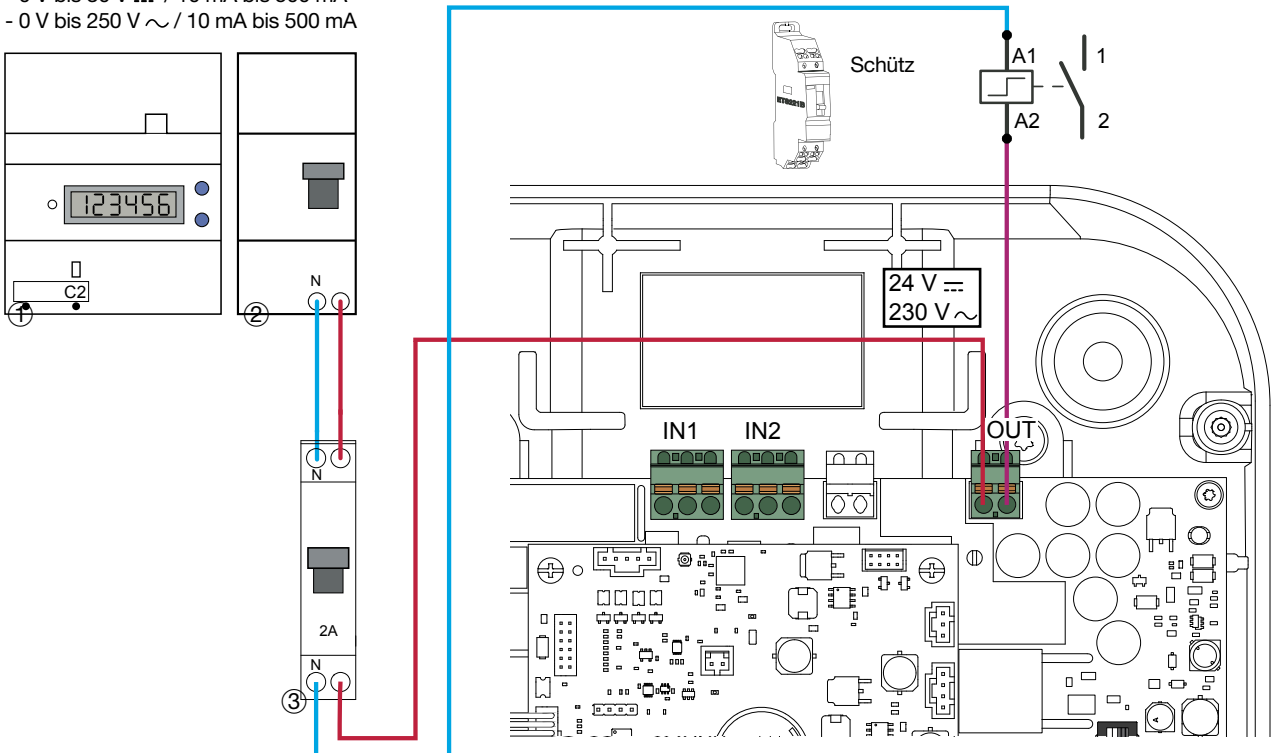 - 0 V bis 250 V ~ / 10 mA bis 500 mA
Schütz
A1
1
A2
2
ET8221B
123456
C2
①
N
②
24 V ⎓
230 V ~
IN1
IN2
OUT
N
N
2A
N
③
A